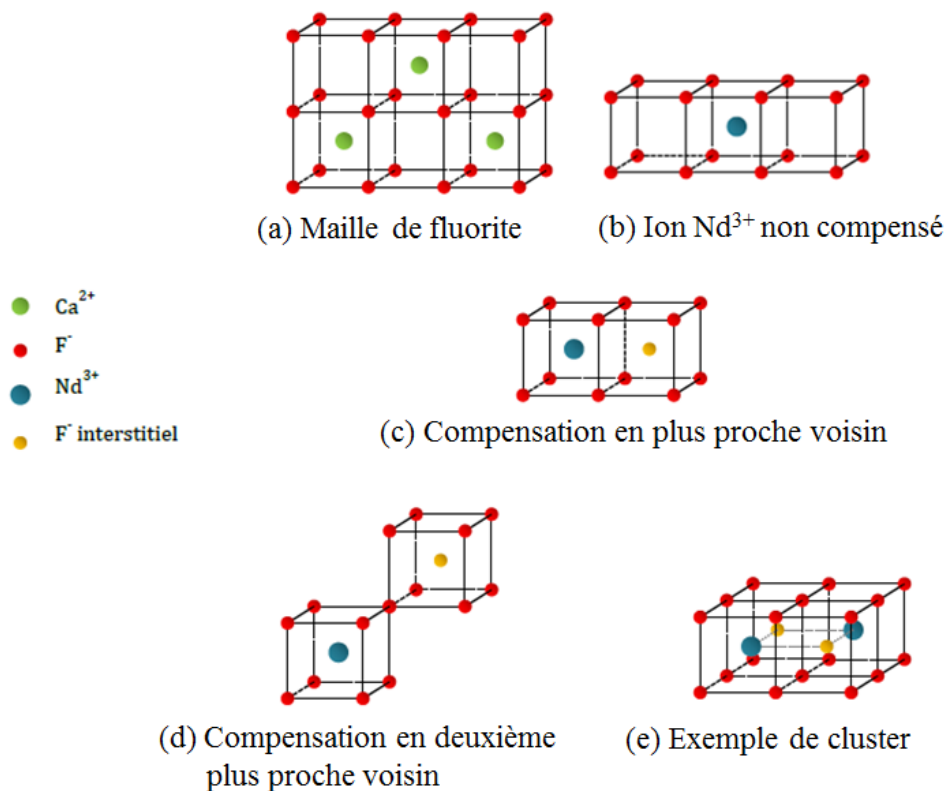 (a) Maille de fluorite
(b) Ion Nd³⁺ non compensé
Ca²⁺
F⁻
Nd³⁺
F⁻ interstitiel
(c) Compensation en plus proche voisin
(d) Compensation en deuxième
plus proche voisin
(e) Exemple de cluster